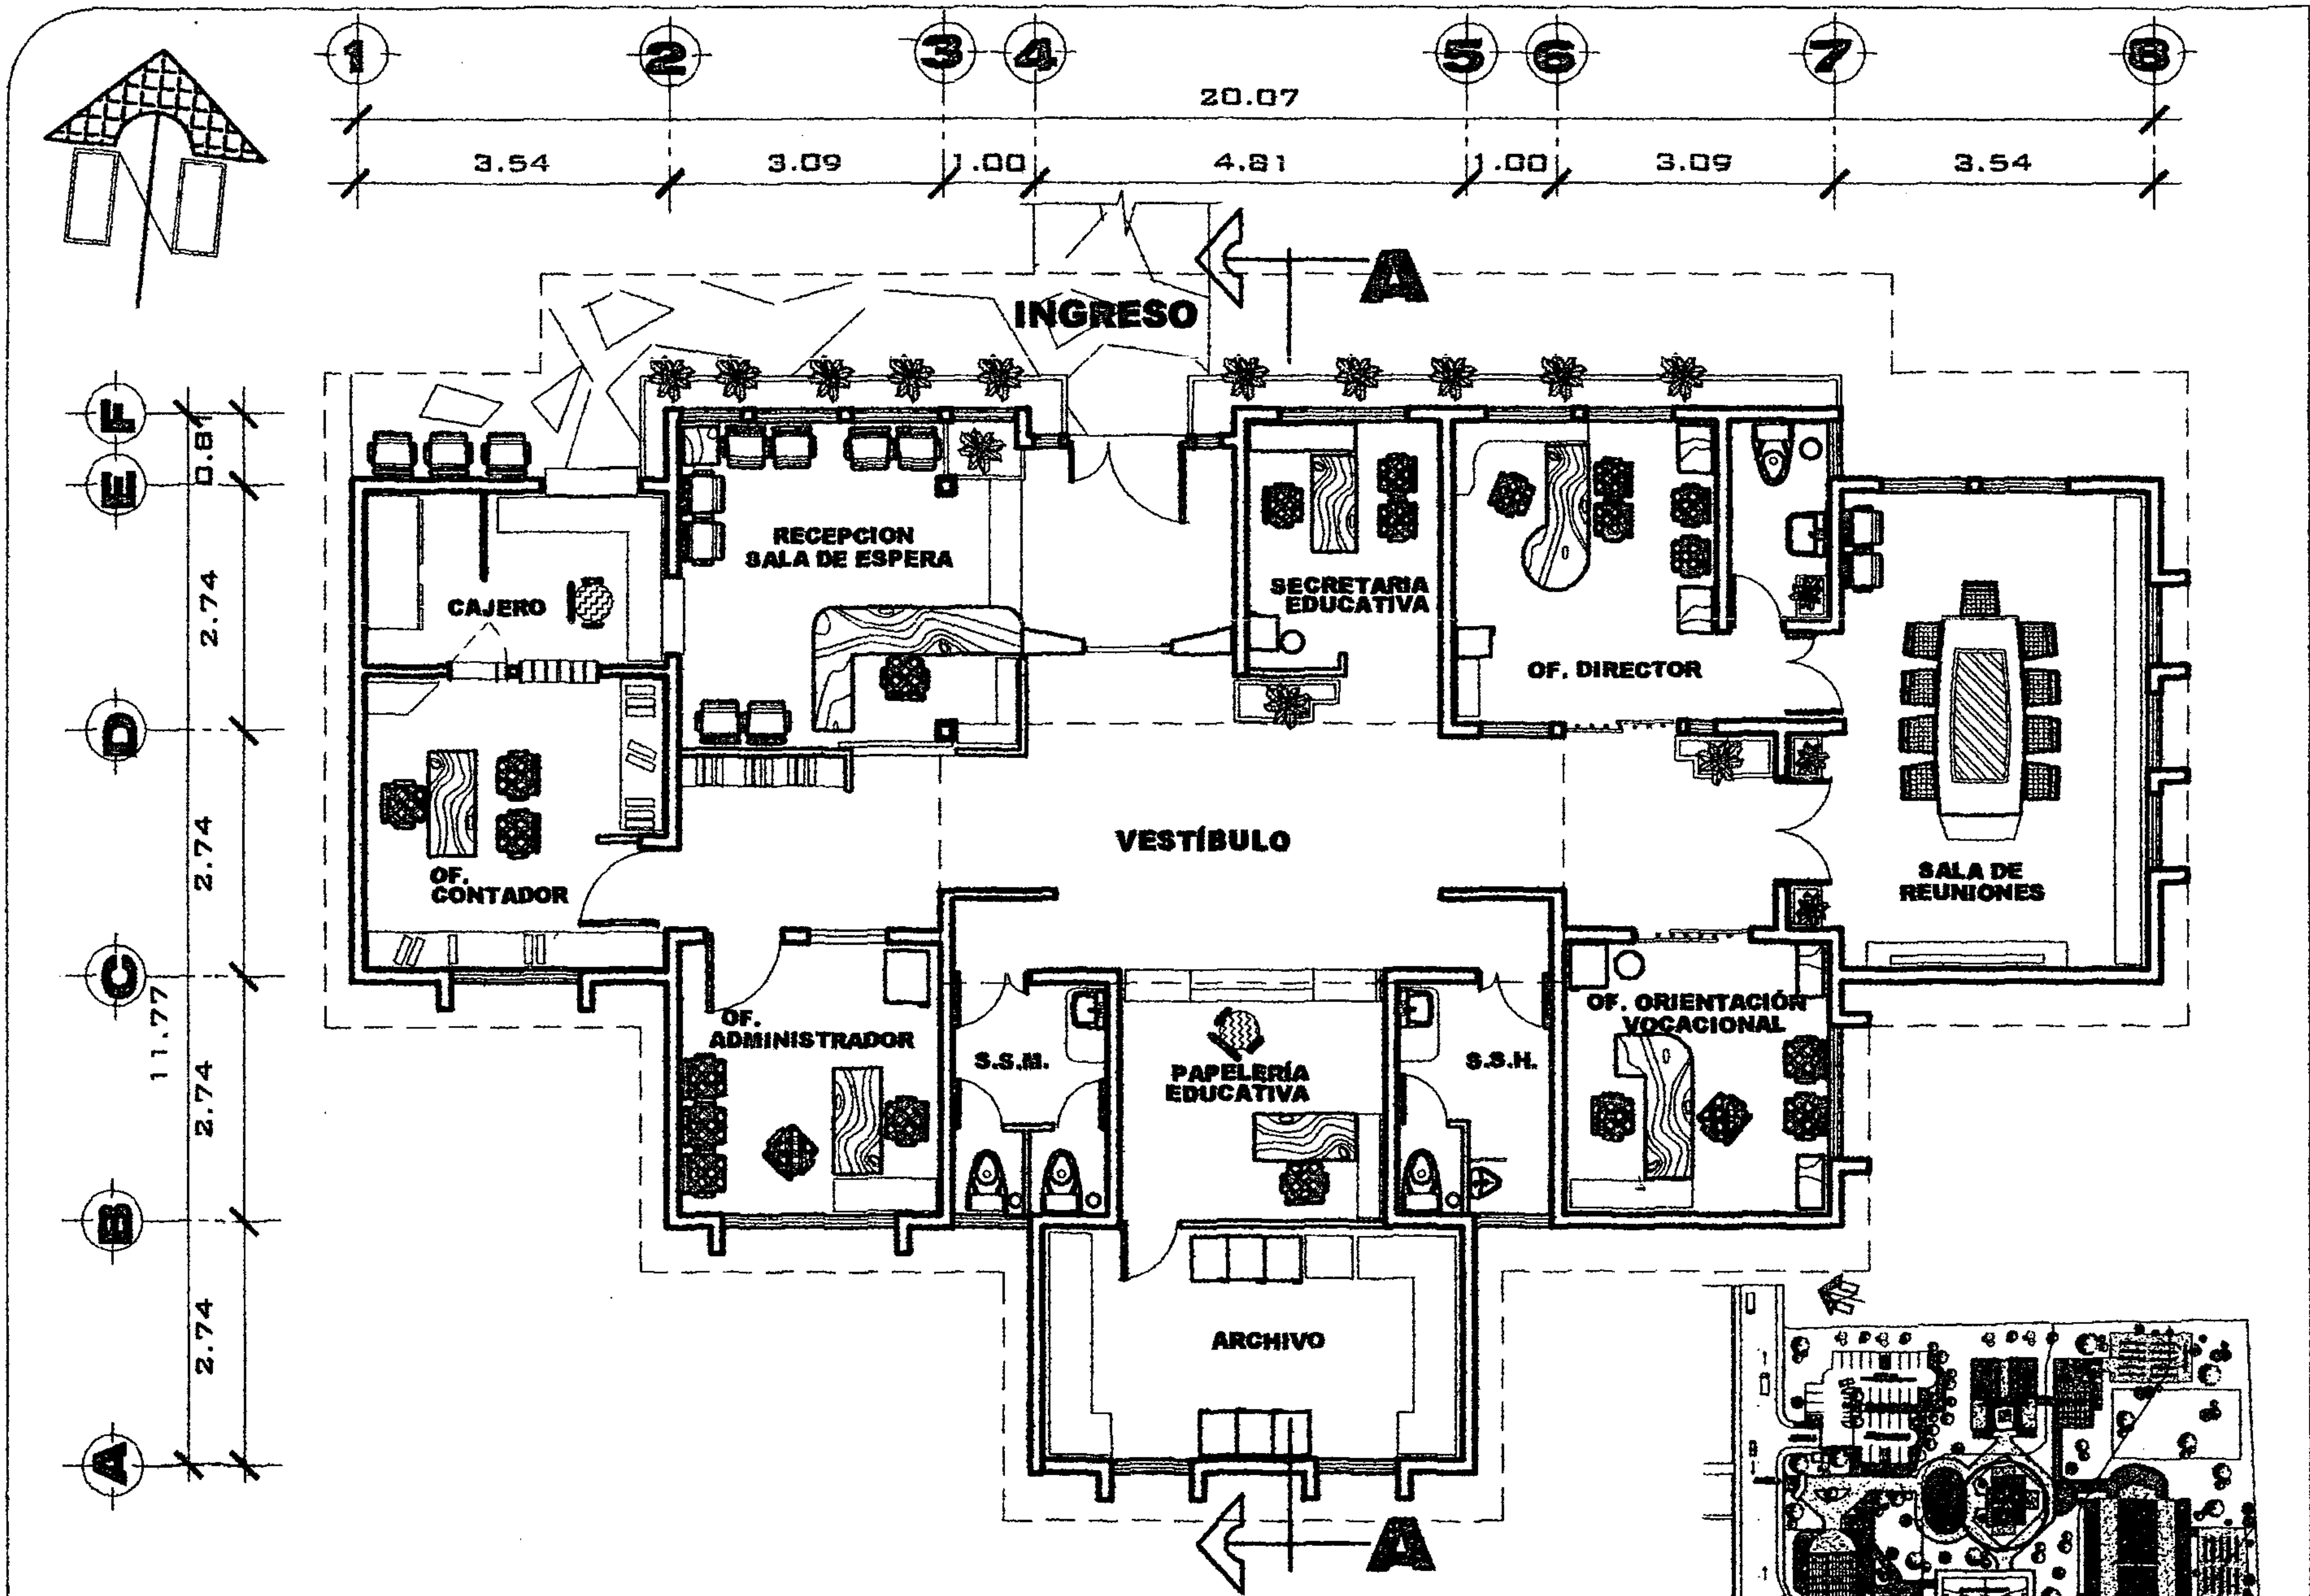 1 2 3 4 5 6 7 8
20.07
3.54 3.09 1.00 4.81 1.00 3.09 3.54
A
INGRESO
F
0.81
E
2.74
D
2.74
C
11.77
2.74
B
2.74
A
RECEPCION
SALA DE ESPERA
CAJERO
SECRETARIA
EDUCATIVA
OF. DIRECTOR
VESTÍBULO
OF.
CONTADOR
SALA DE
REUNIONES
OF.
ADMINISTRADOR
S.S.M.
PAPELERÍA
EDUCATIVA
S.S.H.
OF. ORIENTACIÓN
VOCACIONAL
ARCHIVO
A